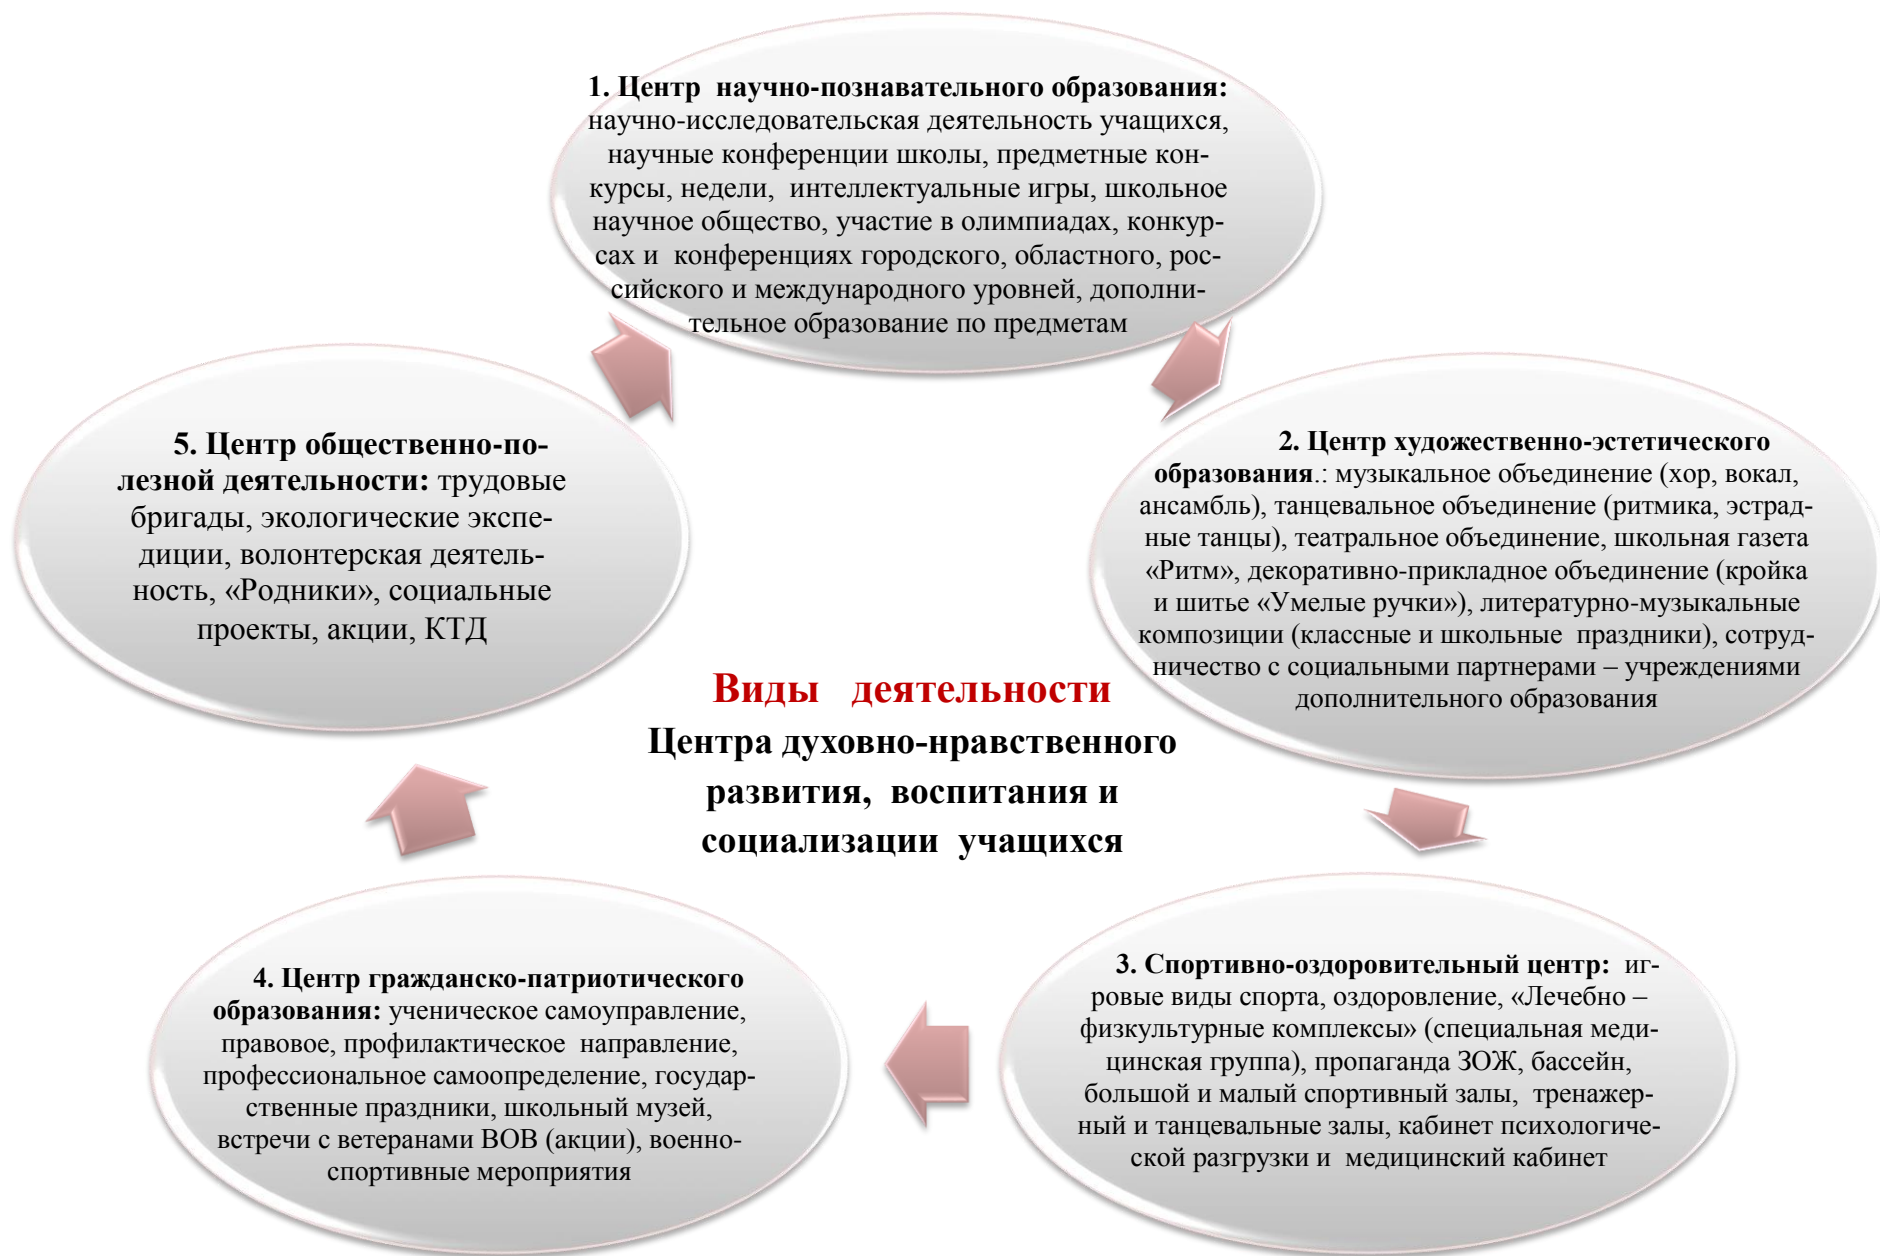 1. Центр научно-познавательного образования:
научно-исследовательская деятельность учащихся,
научные конференции школы, предметные кон-
курсы, недели, интеллектуальные игры, школьное
научное общество, участие в олимпиадах, конкур-
сах и конференциях городского, областного, рос-
сийского и международного уровней, дополни-
тельное образование по предметам
2. Центр художественно-эстетического
образования.: музыкальное объединение (хор, вокал,
ансамбль), танцевальное объединение (ритмика, эстрад-
ные танцы), театральное объединение, школьная газета
«Ритм», декоративно-прикладное объединение (кройка
и шитье «Умелые ручки»), литературно-музыкальные
композиции (классные и школьные праздники), сотруд-
ничество с социальными партнерами – учреждениями
дополнительного образования
3. Спортивно-оздоровительный центр: иг-
ровые виды спорта, оздоровление, «Лечебно –
физкультурные комплексы» (специальная меди-
цинская группа), пропаганда ЗОЖ, бассейн,
большой и малый спортивный залы, тренажер-
ный и танцевальные залы, кабинет психологиче-
ской разгрузки и медицинский кабинет
4. Центр гражданско-патриотического
образования: ученическое самоуправление,
правовое, профилактическое направление,
профессиональное самоопределение, государ-
ственные праздники, школьный музей,
встречи с ветеранами ВОВ (акции), военно-
спортивные мероприятия
5. Центр общественно-по-
лезной деятельности: трудовые
бригады, экологические экспе-
диции, волонтерская деятель-
ность, «Родники», социальные
проекты, акции, КТД
Виды деятельности
Центра духовно-нравственного
развития, воспитания и
социализации учащихся